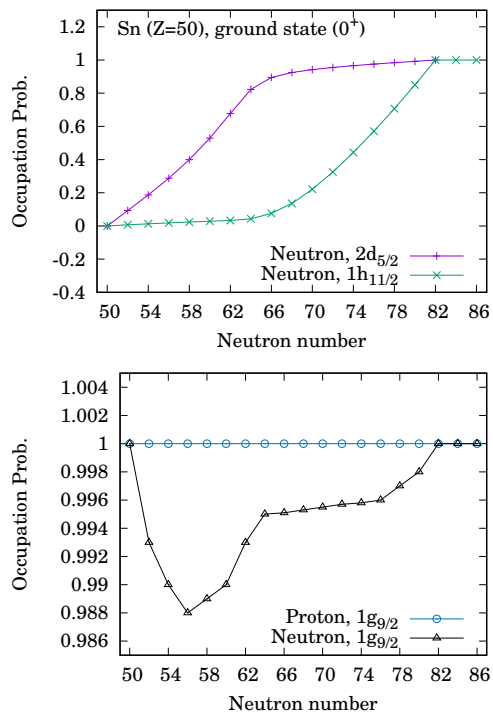 Sn (Z=50), ground state (0+)
1.2
1
0.8
0.6
0.4
0.2
0
-0.2
-0.4
Occupation Prob.
Neutron, 2d5/2
Neutron, 1h11/2
50 54 58 62 66 70 74 78 82 86
Neutron number
1.004
1.002
1
0.998
0.996
0.994
0.992
0.99
0.988
0.986
Occupation Prob.
Proton, 1g9/2
Neutron, 1g9/2
50 54 58 62 66 70 74 78 82 86
Neutron number